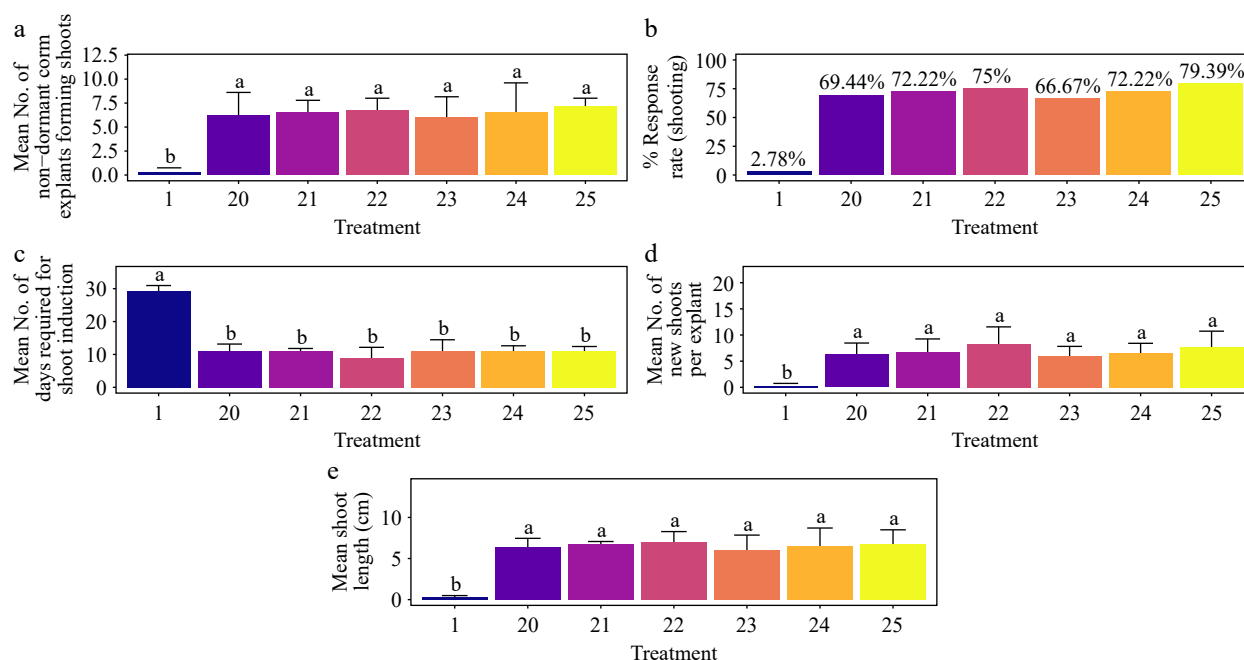 a
Mean No. of
non−dormant corm
explants forming shoots
12.5
10.0
7.5
5.0
2.5
0.0
b
a
a
a
a
a
a
1
20
21
22
23
24
25
Treatment
b
% Response
rate (shooting)
100
75
50
25
0
2.78%
69.44%
72.22%
75%
66.67%
72.22%
79.39%
1
20
21
22
23
24
25
Treatment
c
Mean No. of
days required for
shoot induction
30
20
10
0
a
b
b
b
b
b
b
1
20
21
22
23
24
25
Treatment
d
Mean No. of
new shoots
per explant
20
15
10
5
0
b
a
a
a
a
a
a
1
20
21
22
23
24
25
Treatment
e
Mean shoot
length (cm)
10
5
0
b
a
a
a
a
a
a
1
20
21
22
23
24
25
Treatment